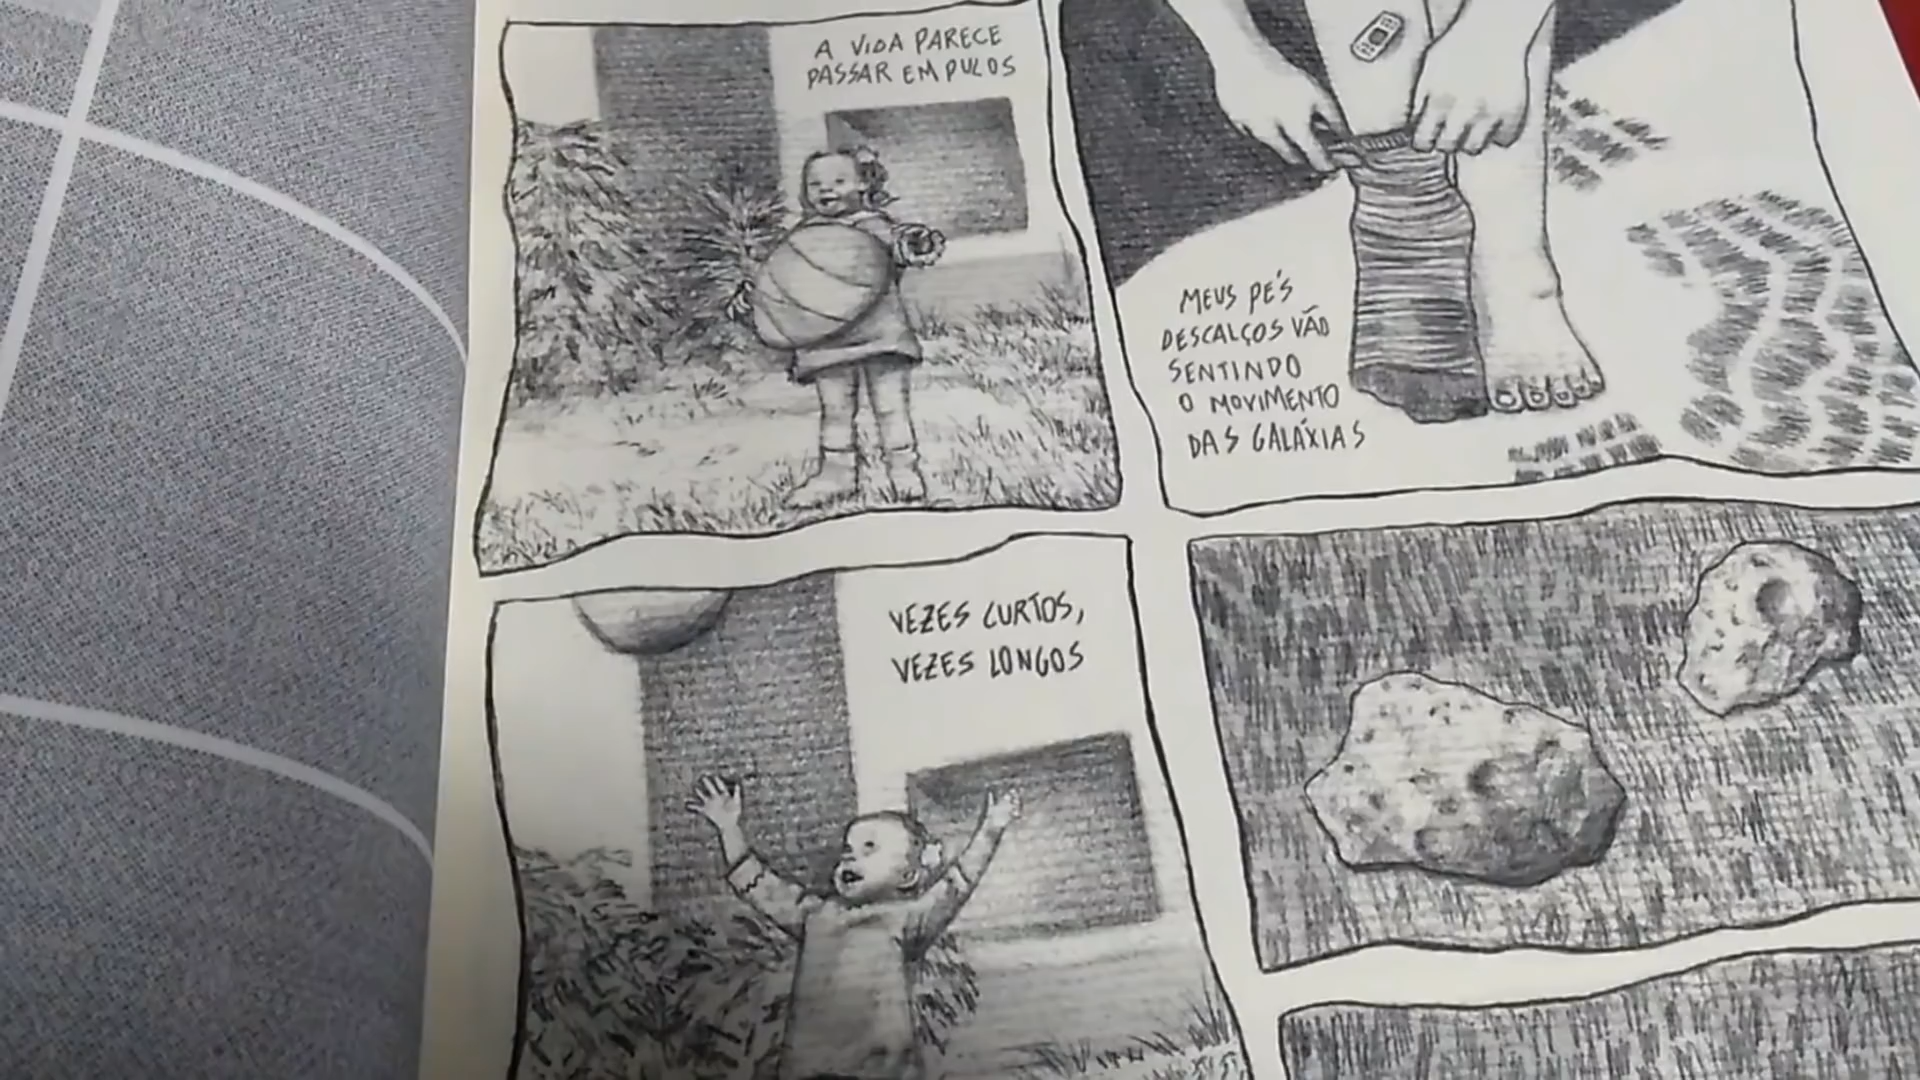 A VIDA PARECE
PASSAR EM PULOS
MEUS PÉS
DESCALÇOS VÃO
SENTINDO
O MOVIMENTO
DAS GALÁXIAS
VEZES CURTOS,
VEZES LONGOS